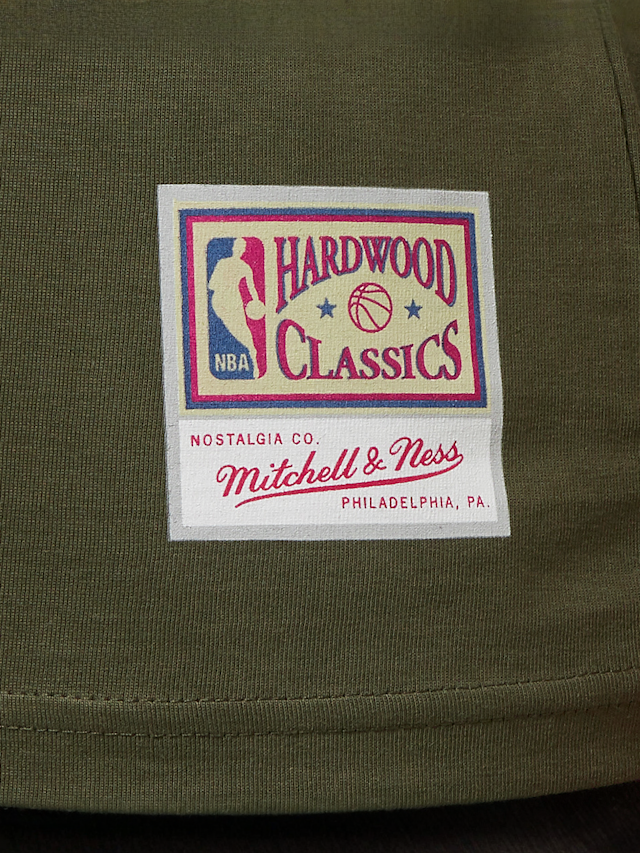 HARDWOOD
NBA
CLASSICS
NOSTALGIA CO.
Mitchell & Ness
PHILADELPHIA, PA.